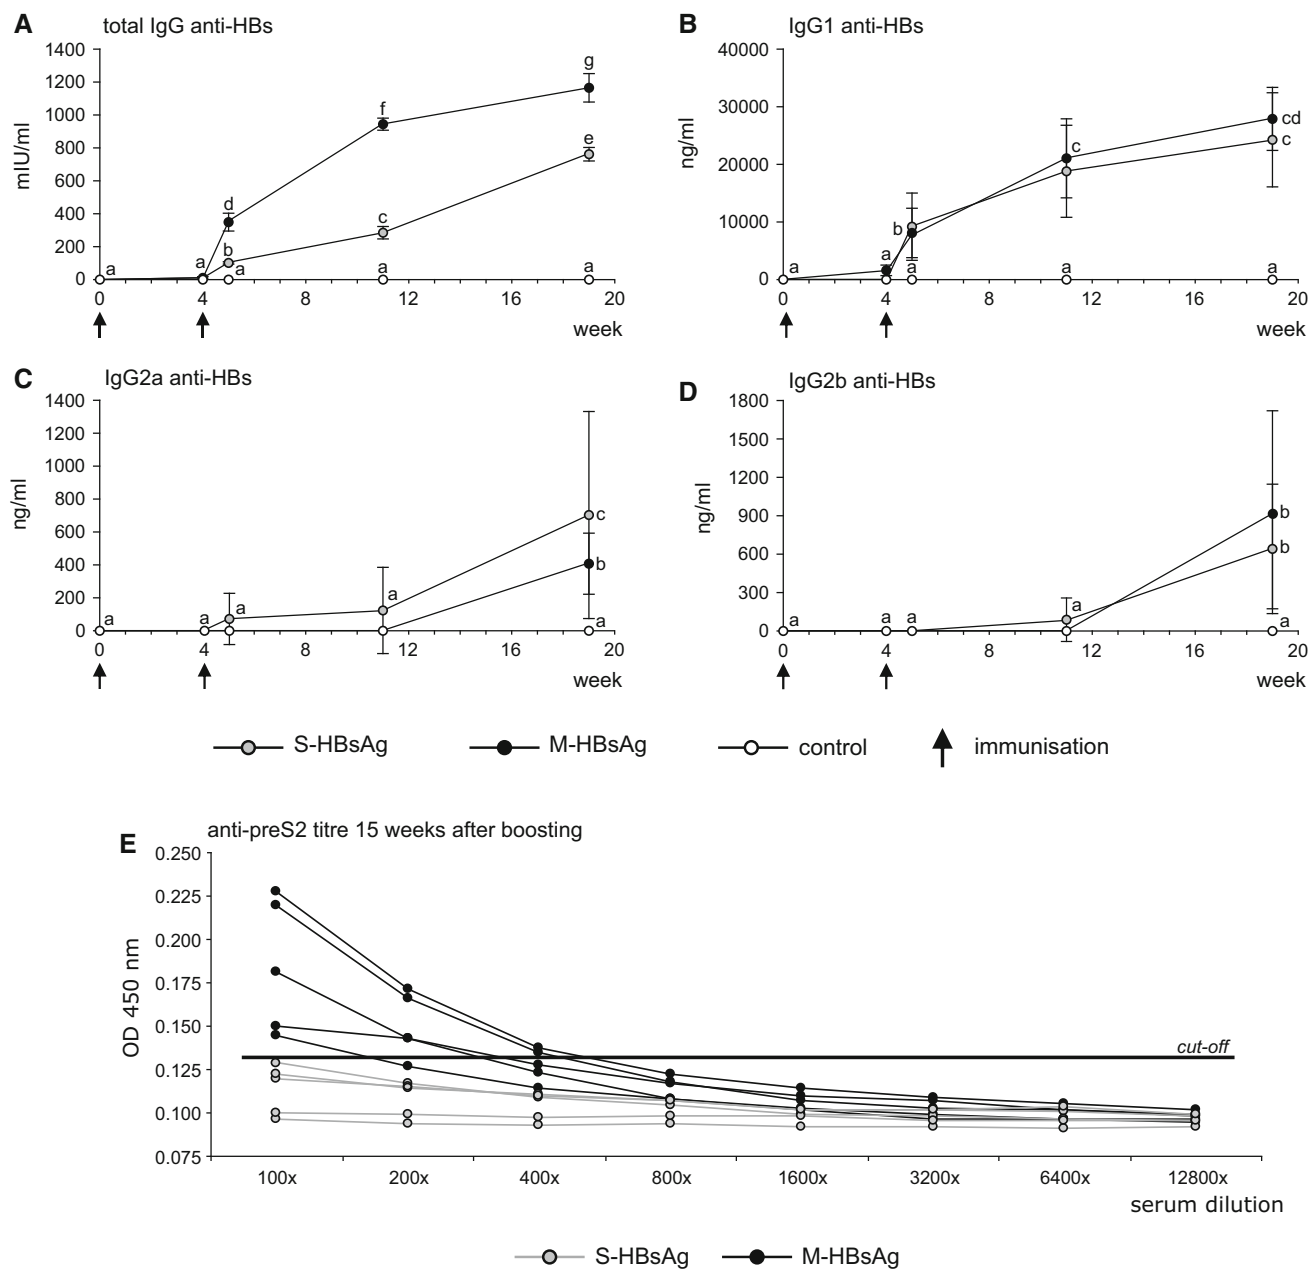 A
total IgG anti-HBs
1400
1200
1000
800
600
400
200
0
mIU/ml
a
a
d
b
a
f
c
a
g
e
a
0
4
8
12
16
20
week
B
IgG1 anti-HBs
40000
30000
20000
10000
0
ng/ml
a
a
b
a
c
a
cd
c
a
0
4
8
12
16
20
week
C
IgG2a anti-HBs
1400
1200
1000
800
600
400
200
0
ng/ml
a
a
a
a
c
b
a
0
4
8
12
16
20
week
D
IgG2b anti-HBs
1800
1500
1200
900
600
300
0
ng/ml
a
a
a
a
b
b
a
0
4
8
12
16
20
week
S-HBsAg
M-HBsAg
control
immunisation
E
anti-preS2 titre 15 weeks after boosting
0.250
0.225
0.200
0.175
0.150
0.125
0.100
0.075
OD 450 nm
cut-off
100x
200x
400x
800x
1600x
3200x
6400x
12800x
serum dilution
S-HBsAg
M-HBsAg